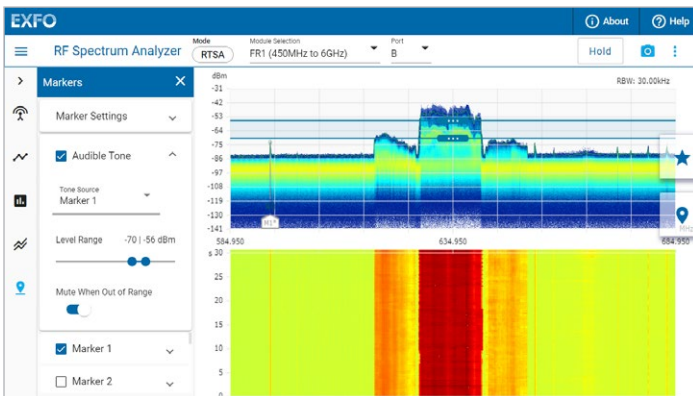 EXFO
About
Help
RF Spectrum Analyzer
Mode
RTSA
Module Selection
FR1 (450MHz to 6GHz)
Port
B
Hold
Markers
Marker Settings
Audible Tone
Tone Source
Marker 1
Level Range
-70 | -56 dBm
Mute When Out of Range
Marker 1
Marker 2
dBm
RBW: 30.00kHz
-31
-42
-53
-64
-75
-86
-97
-108
-119
-130
-141
M1*
MHz
584.950
634.950
684.950
s 30
25
20
15
10
5
0